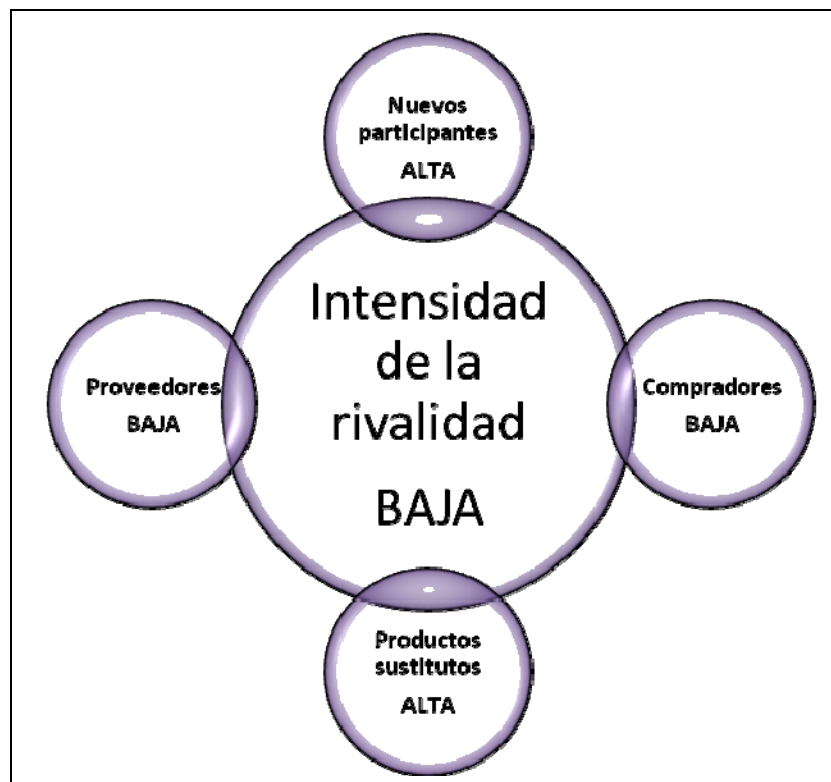 Nuevos
participantes
ALTA
Intensidad
de la
rivalidad
BAJA
Proveedores
BAJA
Compradores
BAJA
Productos
sustitutos
ALTA